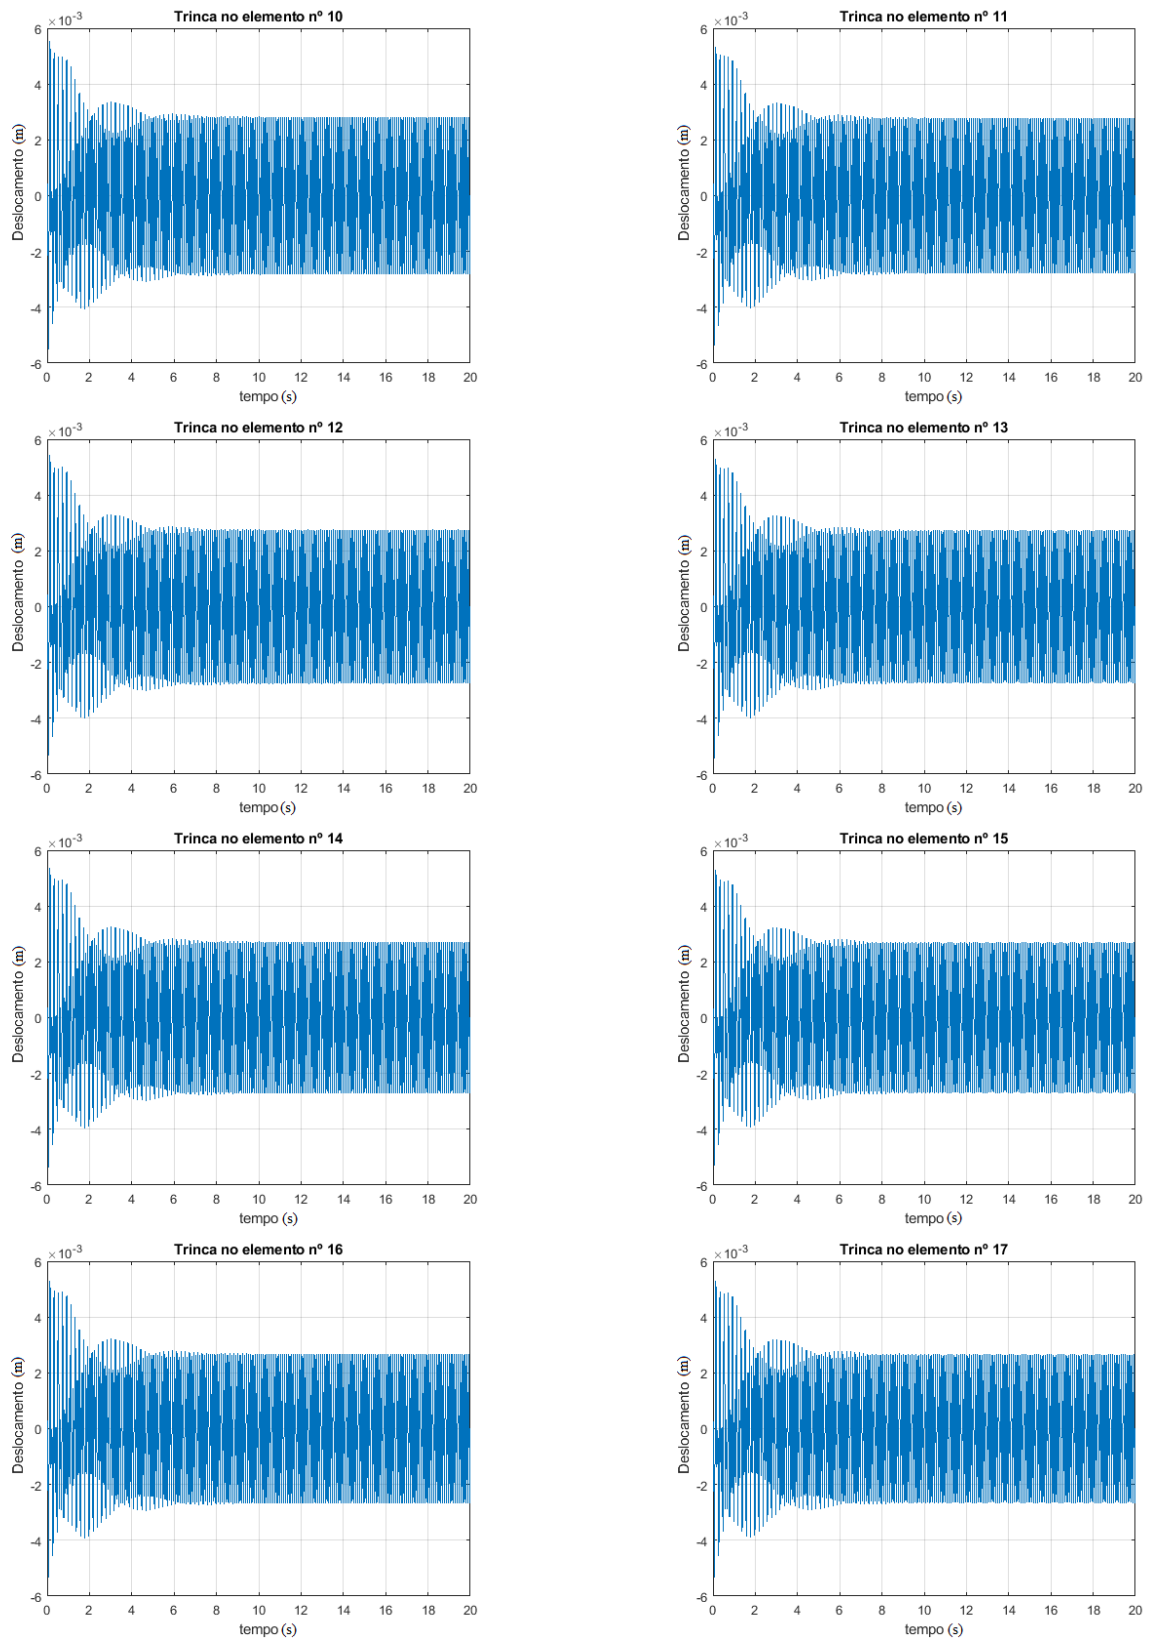 Trinca no elemento nº 10
×10⁻³
6
4
2
0
-2
-4
-6
Deslocamento (m)
0 2 4 6 8 10 12 14 16 18 20
tempo (s)
Trinca no elemento nº 11
×10⁻³
6
4
2
0
-2
-4
-6
Deslocamento (m)
0 2 4 6 8 10 12 14 16 18 20
tempo (s)
Trinca no elemento nº 12
×10⁻³
6
4
2
0
-2
-4
-6
Deslocamento (m)
0 2 4 6 8 10 12 14 16 18 20
tempo (s)
Trinca no elemento nº 13
×10⁻³
6
4
2
0
-2
-4
-6
Deslocamento (m)
0 2 4 6 8 10 12 14 16 18 20
tempo (s)
Trinca no elemento nº 14
×10⁻³
6
4
2
0
-2
-4
-6
Deslocamento (m)
0 2 4 6 8 10 12 14 16 18 20
tempo (s)
Trinca no elemento nº 15
×10⁻³
6
4
2
0
-2
-4
-6
Deslocamento (m)
0 2 4 6 8 10 12 14 16 18 20
tempo (s)
Trinca no elemento nº 16
×10⁻³
6
4
2
0
-2
-4
-6
Deslocamento (m)
0 2 4 6 8 10 12 14 16 18 20
tempo (s)
Trinca no elemento nº 17
×10⁻³
6
4
2
0
-2
-4
-6
Deslocamento (m)
0 2 4 6 8 10 12 14 16 18 20
tempo (s)